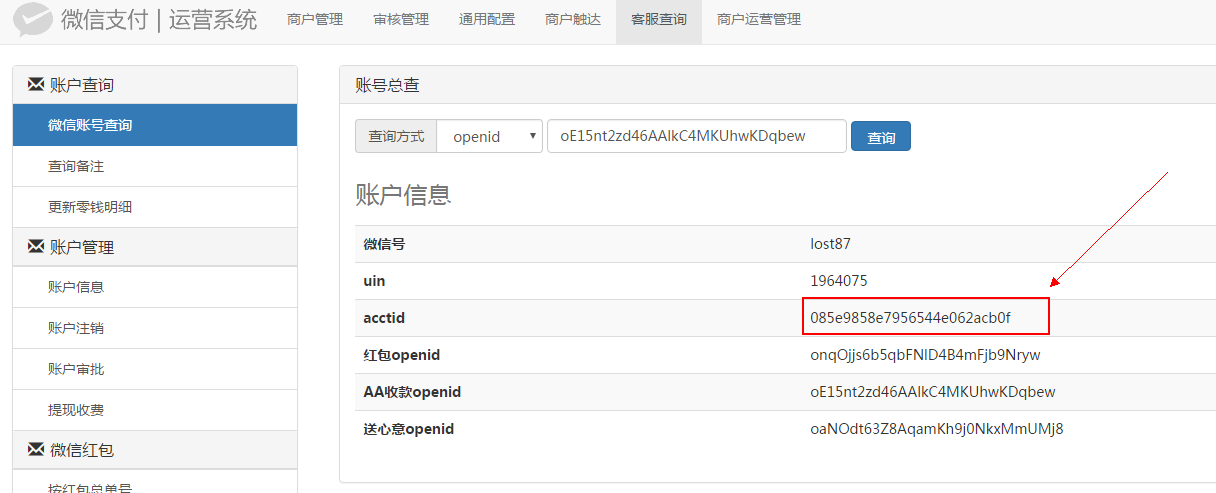 微信支付 | 运营系统 商户管理 审核管理 通用配置 商户触达 客服查询 商户运营管理
账户查询
微信账号查询
查询备注
更新零钱明细
账户管理
账户信息
账户注销
账户审批
提现收费
微信红包
按红包总单号
账号总查
查询方式 openid oE15nt2zd46AAlkC4MKUhwKDqbew 查询
账户信息
微信号 lost87
uin 1964075
acctid 085e9858e7956544e062acb0f
红包openid onqOjjs6b5qbFNlD4B4mFjb9Nryw
AA收款openid oE15nt2zd46AAlkC4MKUhwKDqbew
送心意openid oaNOdt63Z8AqamKh9j0NkxMmUMj8